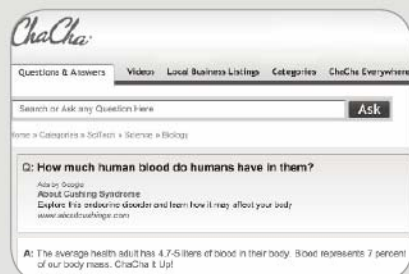 ChaCha
Questions & Answers Videos Local Business Listings Categories ChaCha Everywhere
Search or Ask any Question Here Ask
Home » Categories » SciTech » Science » Biology
Q: How much human blood do humans have in them?
Ads by Google
About Cushing Syndrome
Explore this endocrine disorder and learn how it may affect your body
www.aboutcushings.com
A: The average health adult has 4.7-5 liters of blood in their body. Blood represents 7 percent
of our body mass. ChaCha It Up!